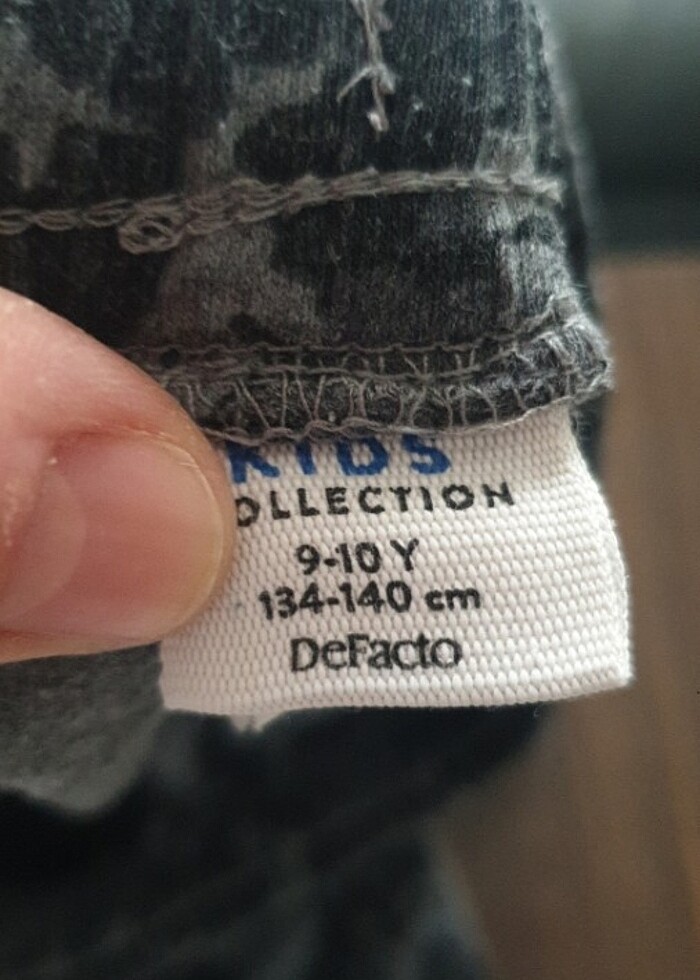 KIDS
OLLECTION
9-10 Y
134-140 cm
DeFacto